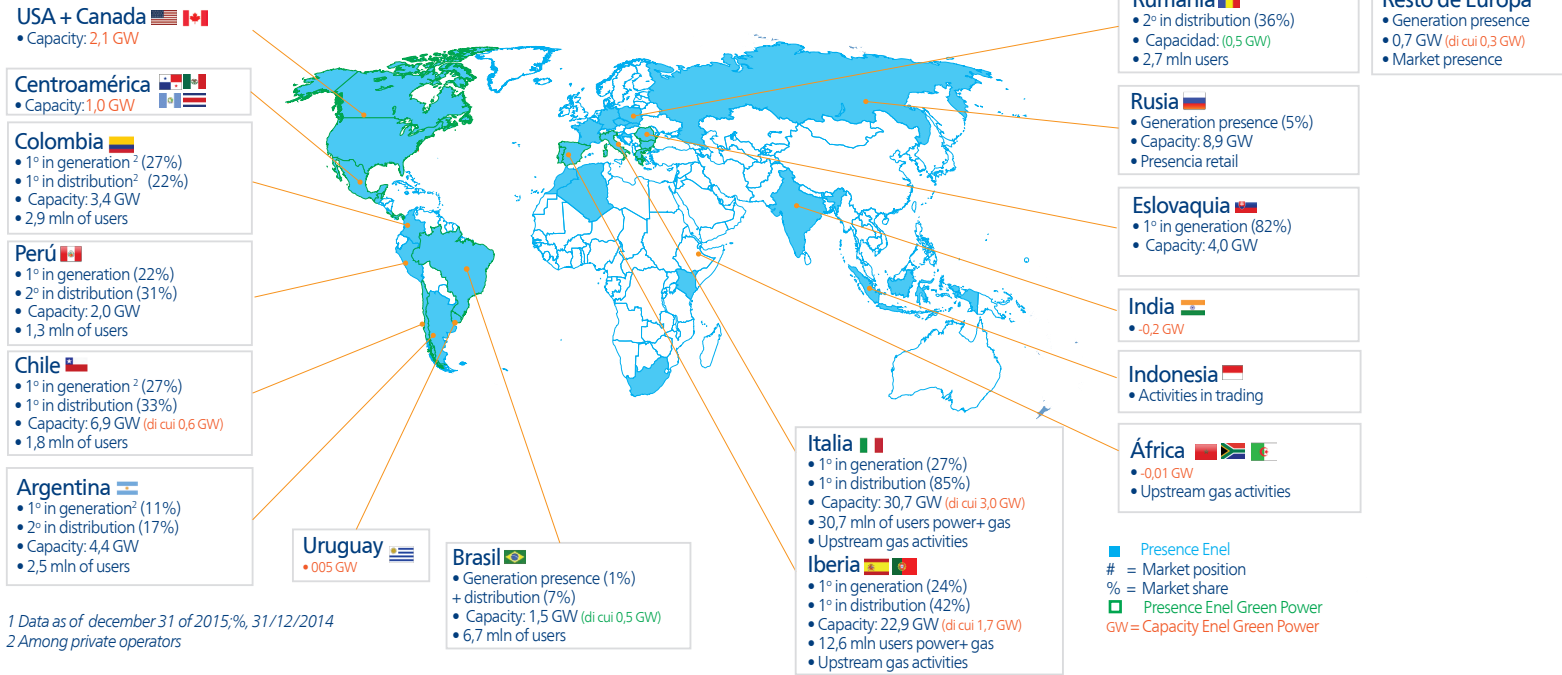 USA + Canada
• Capacity: 2,1 GW
Centroamérica
• Capacity: 1,0 GW
Colombia
• 1º in generation 2 (27%)
• 1º in distribution2 (22%)
• Capacity: 3,4 GW
• 2,9 mln of users
Perú
• 1º in generation (22%)
• 2º in distribution (31%)
• Capacity: 2,0 GW
• 1,3 mln of users
Chile
• 1º in generation 2 (27%)
• 1º in distribution (33%)
• Capacity: 6,9 GW (di cui 0,6 GW)
• 1,8 mln of users
Argentina
• 1º in generation2 (11%)
• 2º in distribution (17%)
• Capacity: 4,4 GW
• 2,5 mln of users
Uruguay
• 005 GW
Brasil
• Generation presence (1%)
+ distribution (7%)
• Capacity: 1,5 GW (di cui 0,5 GW)
• 6,7 mln of users
Italia
• 1º in generation (27%)
• 1º in distribution (85%)
• Capacity: 30,7 GW (di cui 3,0 GW)
• 30,7 mln of users power+ gas
• Upstream gas activities
Iberia
• 1º in generation (24%)
• 1º in distribution (42%)
• Capacity: 22,9 GW (di cui 1,7 GW)
• 12,6 mln users power+ gas
• Upstream gas activities
Rumanía
• 2º in distribution (36%)
• Capacidad: (0,5 GW)
• 2,7 mln users
Resto de Europa
• Generation presence
• 0,7 GW (di cui 0,3 GW)
• Market presence
Rusia
• Generation presence (5%)
• Capacity: 8,9 GW
• Presencia retail
Eslovaquia
• 1º in generation (82%)
• Capacity: 4,0 GW
India
• -0,2 GW
Indonesia
• Activities in trading
África
• -0,01 GW
• Upstream gas activities
Presence Enel
# = Market position
% = Market share
Presence Enel Green Power
GW = Capacity Enel Green Power
1 Data as of december 31 of 2015;%, 31/12/2014
2 Among private operators